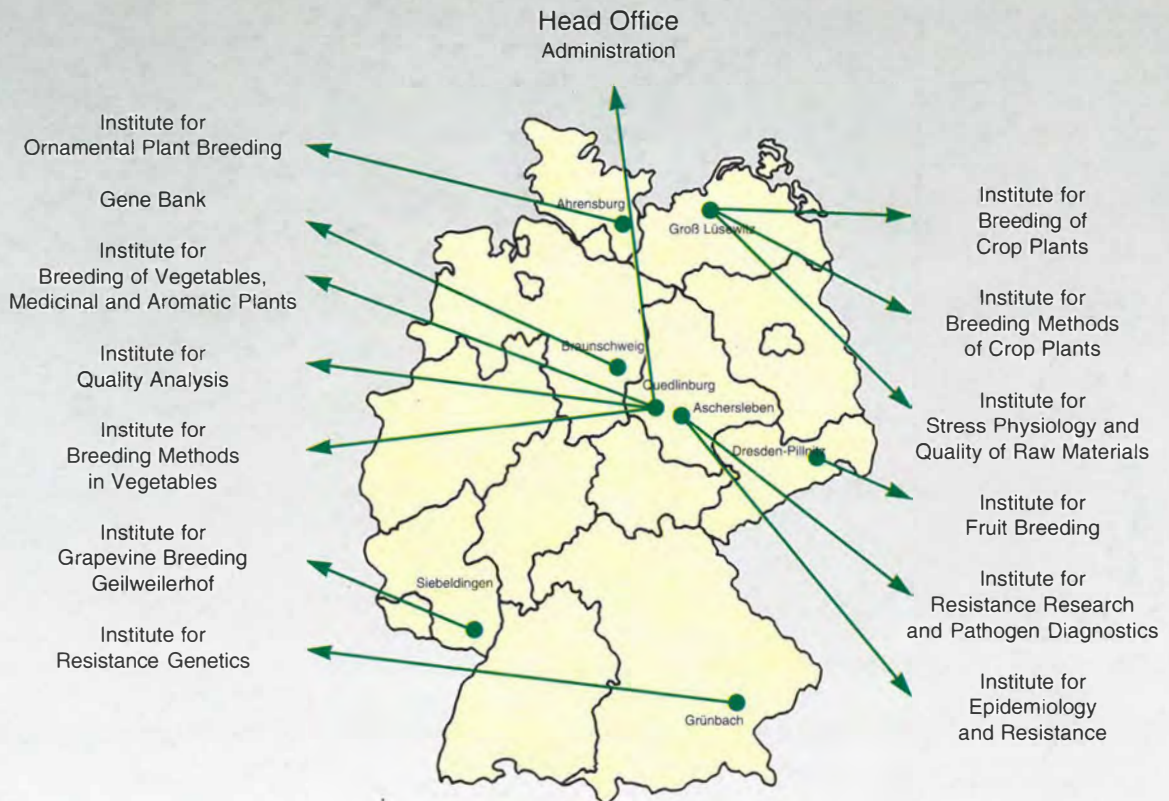 Head Office
Administration
Institute for
Ornamental Plant Breeding
Gene Bank
Institute for
Breeding of Vegetables,
Medicinal and Aromatic Plants
Institute for
Quality Analysis
Institute for
Breeding Methods
in Vegetables
Institute for
Grapevine Breeding
Geilweilerhof
Institute for
Resistance Genetics
Ahrensburg
Groß Lüsewitz
Braunschweig
Quedlinburg
Aschersleben
Dresden-Pillnitz
Siebeldingen
Grünbach
Institute for
Breeding of
Crop Plants
Institute for
Breeding Methods
of Crop Plants
Institute for
Stress Physiology and
Quality of Raw Materials
Institute for
Fruit Breeding
Institute for
Resistance Research
and Pathogen Diagnostics
Institute for
Epidemiology
and Resistance